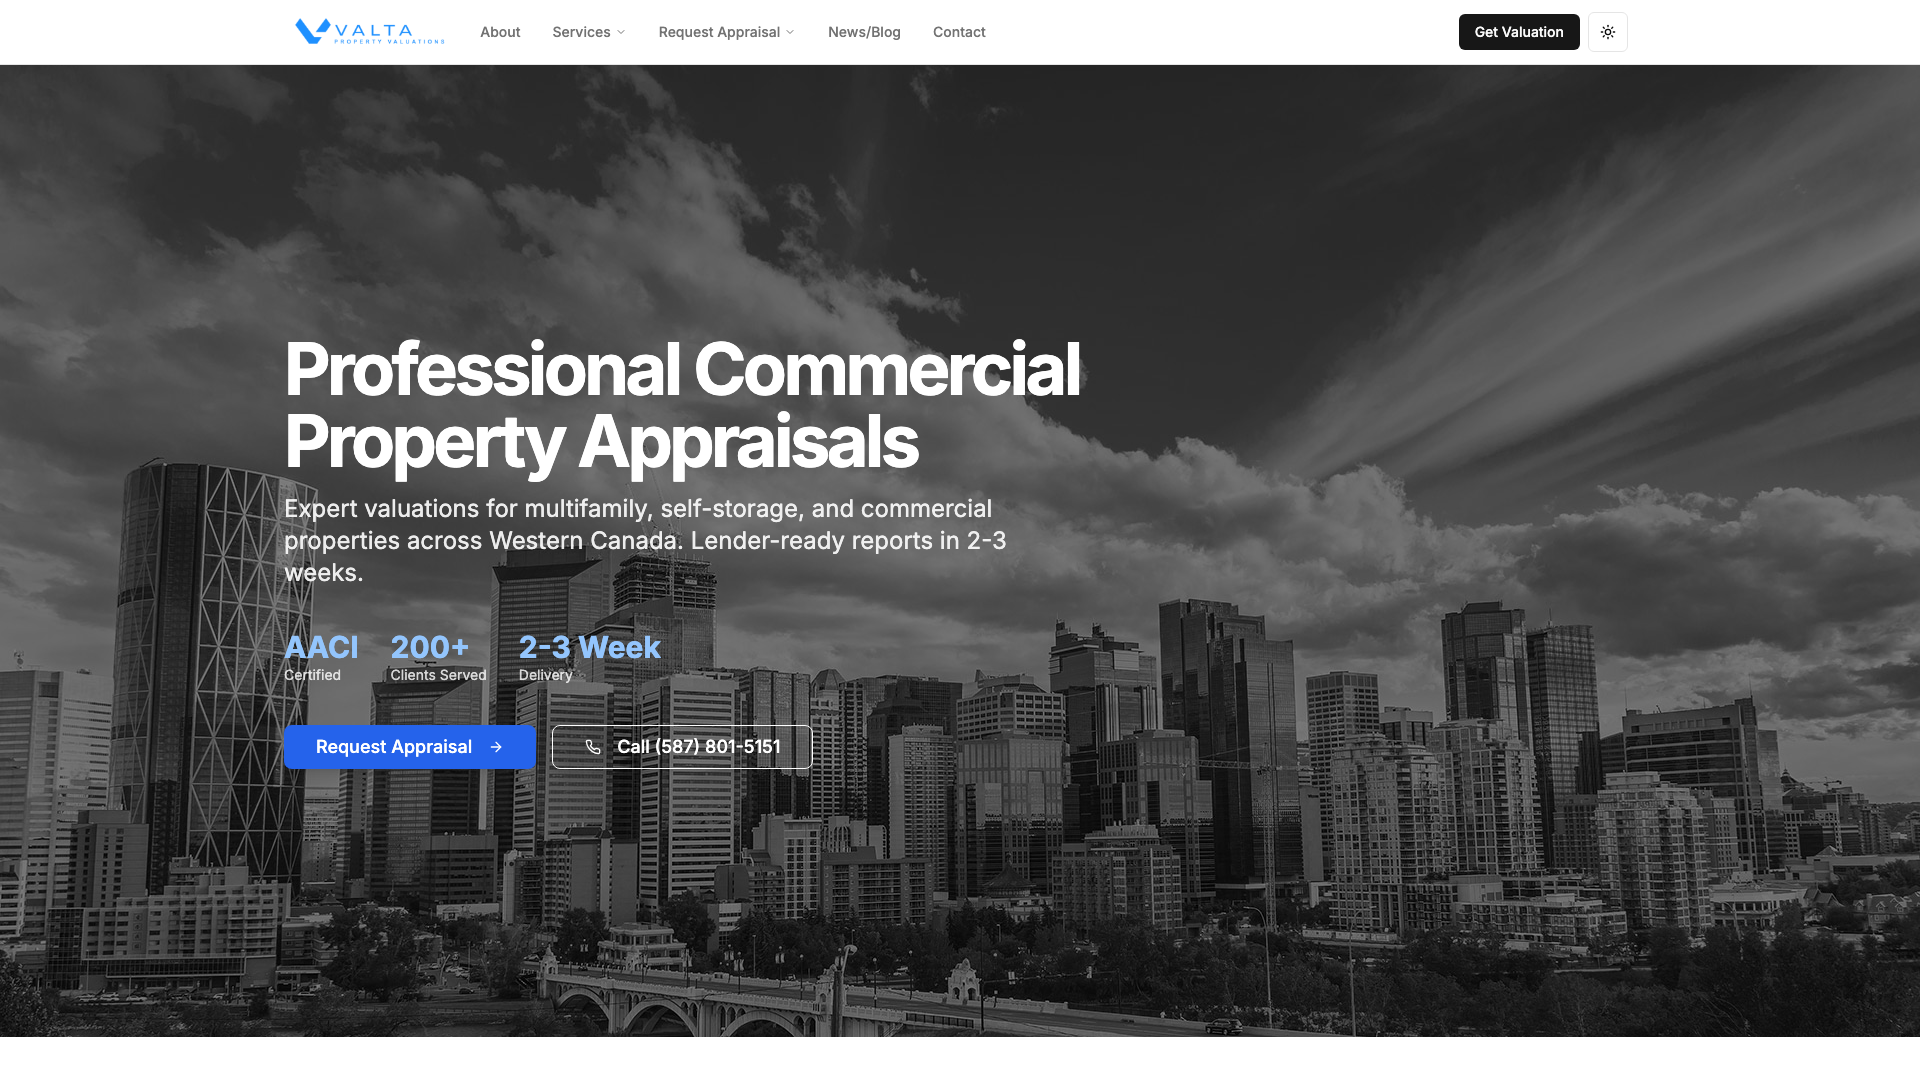 VALTA
PROPERTY VALUATIONS
About
Services
Request Appraisal
News/Blog
Contact
Get Valuation
Professional Commercial
Property Appraisals
Expert valuations for multifamily, self-storage, and commercial
properties across Western Canada. Lender-ready reports in 2-3
weeks.
AACI
Certified
200+
Clients Served
2-3 Week
Delivery
Request Appraisal
Call (587) 801-5151